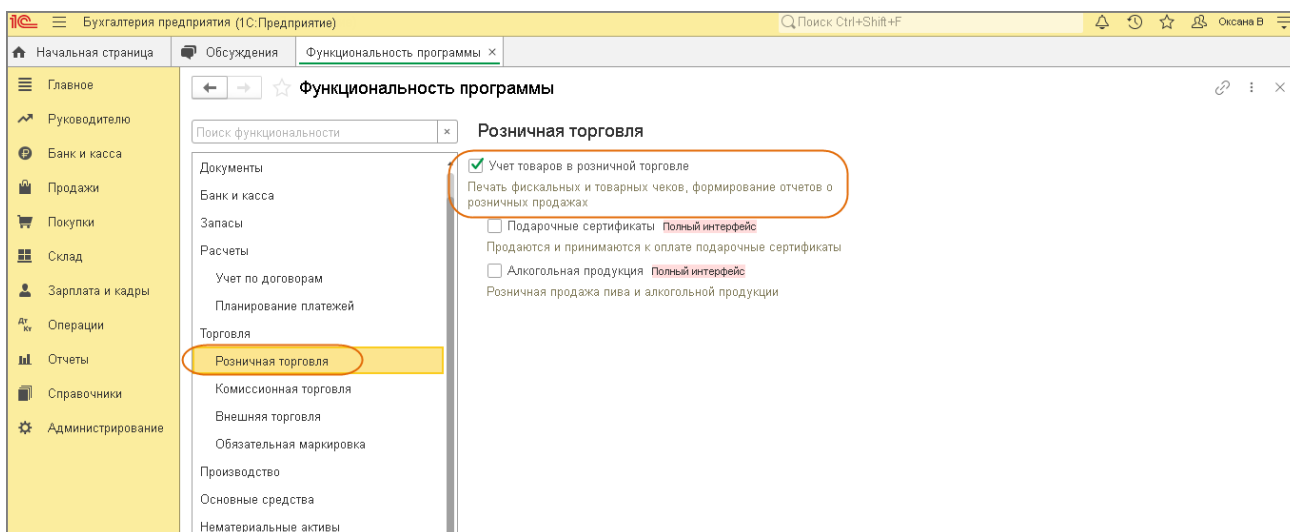 1С Бухгалтерия предприятия (1С:Предприятие) Поиск Ctrl+Shift+F Оксана В
Начальная страница Обсуждения Функциональность программы ×
Главное
Руководителю
Банк и касса
Продажи
Покупки
Склад
Зарплата и кадры
Дт Кт Операции
Отчеты
Справочники
Администрирование
Функциональность программы
Поиск функциональности ×
Документы
Банк и касса
Запасы
Расчеты
Учет по договорам
Планирование платежей
Торговля
Розничная торговля
Комиссионная торговля
Внешняя торговля
Обязательная маркировка
Производство
Основные средства
Нематериальные активы
Розничная торговля
Учет товаров в розничной торговле
Печать фискальных и товарных чеков, формирование отчетов о
розничных продажах
Подарочные сертификаты Полный интерфейс
Продаются и принимаются к оплате подарочные сертификаты
Алкогольная продукция Полный интерфейс
Розничная продажа пива и алкогольной продукции